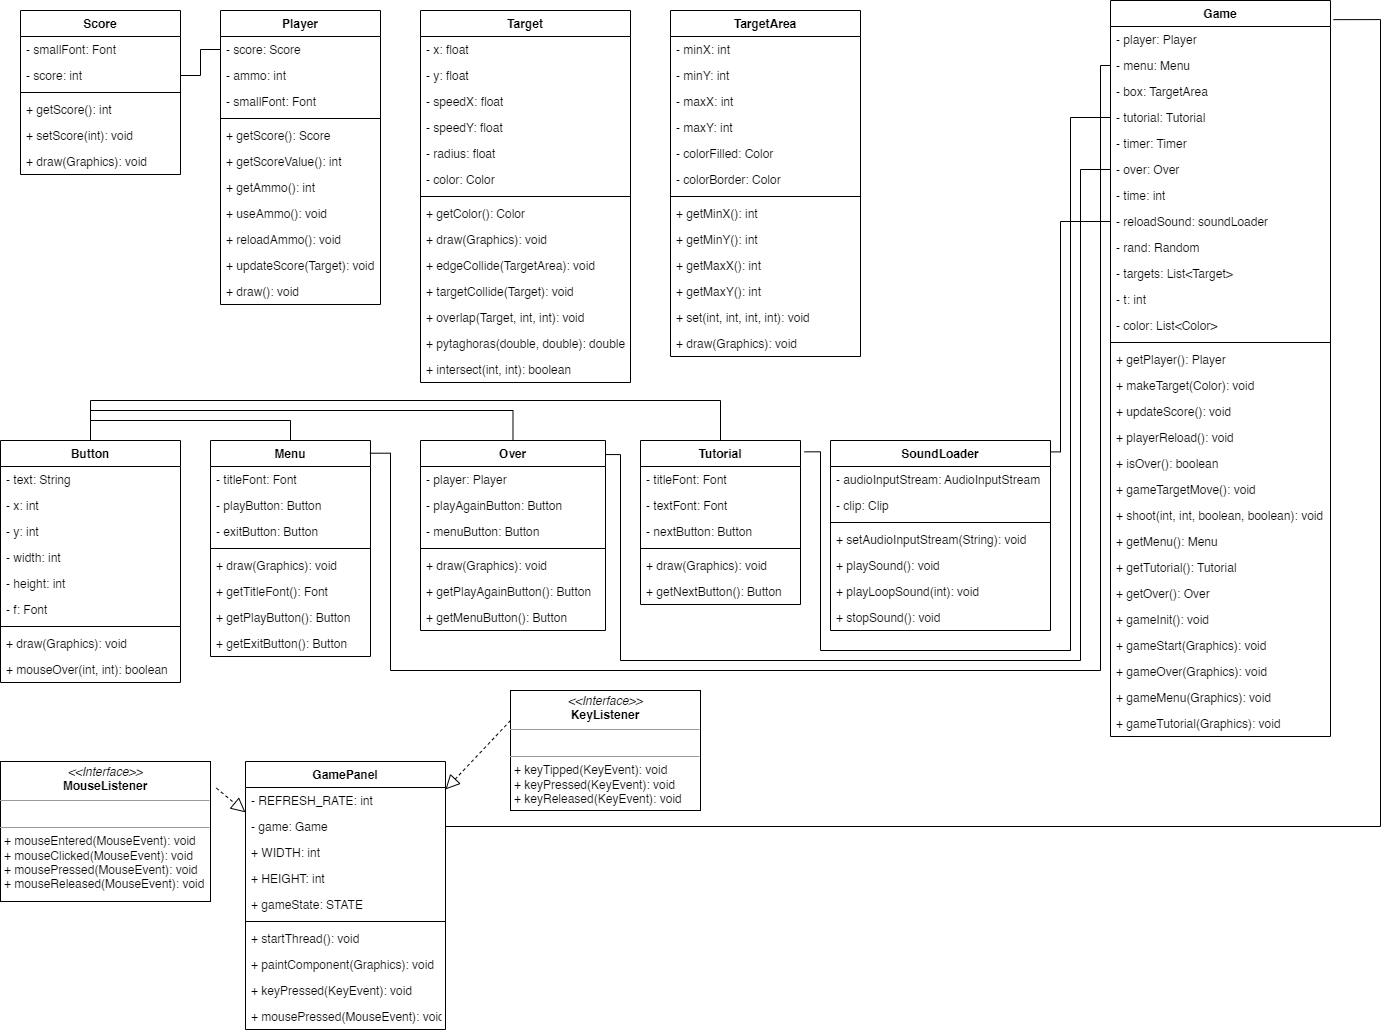 Score
- smallFont: Font
- score: int
+ getScore(): int
+ setScore(int): void
+ draw(Graphics): void
Player
- score: Score
- ammo: int
- smallFont: Font
+ getScore(): Score
+ getScoreValue(): int
+ getAmmo(): int
+ useAmmo(): void
+ reloadAmmo(): void
+ updateScore(Target): void
+ draw(): void
Target
- x: float
- y: float
- speedX: float
- speedY: float
- radius: float
- color: Color
+ getColor(): Color
+ draw(Graphics): void
+ edgeCollide(TargetArea): void
+ targetCollide(Target): void
+ overlap(Target, int, int): void
+ pytaghoras(double, double): double
+ intersect(int, int): boolean
TargetArea
- minX: int
- minY: int
- maxX: int
- maxY: int
- colorFilled: Color
- colorBorder: Color
+ getMinX(): int
+ getMinY(): int
+ getMaxX(): int
+ getMaxY(): int
+ set(int, int, int, int): void
+ draw(Graphics): void
Game
- player: Player
- menu: Menu
- box: TargetArea
- tutorial: Tutorial
- timer: Timer
- over: Over
- time: int
- reloadSound: soundLoader
- rand: Random
- targets: List<Target>
- t: int
- color: List<Color>
+ getPlayer(): Player
+ makeTarget(Color): void
+ updateScore(): void
+ playerReload(): void
+ isOver(): boolean
+ gameTargetMove(): void
+ shoot(int, int, boolean, boolean): void
+ getMenu(): Menu
+ getTutorial(): Tutorial
+ getOver(): Over
+ gameInit(): void
+ gameStart(Graphics): void
+ gameOver(Graphics): void
+ gameMenu(Graphics): void
+ gameTutorial(Graphics): void
Button
- text: String
- x: int
- y: int
- width: int
- height: int
- f: Font
+ draw(Graphics): void
+ mouseOver(int, int): boolean
Menu
- titleFont: Font
- playButton: Button
- exitButton: Button
+ draw(Graphics): void
+ getTitleFont(): Font
+ getPlayButton(): Button
+ getExitButton(): Button
Over
- player: Player
- playAgainButton: Button
- menuButton: Button
+ draw(Graphics): void
+ getPlayAgainButton(): Button
+ getMenuButton(): Button
Tutorial
- titleFont: Font
- textFont: Font
- nextButton: Button
+ draw(Graphics): void
+ getNextButton(): Button
SoundLoader
- audioInputStream: AudioInputStream
- clip: Clip
+ setAudioInputStream(String): void
+ playSound(): void
+ playLoopSound(int): void
+ stopSound(): void
<<Interface>>
KeyListener
+ keyTipped(KeyEvent): void
+ keyPressed(KeyEvent): void
+ keyReleased(KeyEvent): void
<<Interface>>
MouseListener
+ mouseEntered(MouseEvent): void
+ mouseClicked(MouseEvent): void
+ mousePressed(MouseEvent): void
+ mouseReleased(MouseEvent): void
GamePanel
- REFRESH_RATE: int
- game: Game
+ WIDTH: int
+ HEIGHT: int
+ gameState: STATE
+ startThread(): void
+ paintComponent(Graphics): void
+ keyPressed(KeyEvent): void
+ mousePressed(MouseEvent):